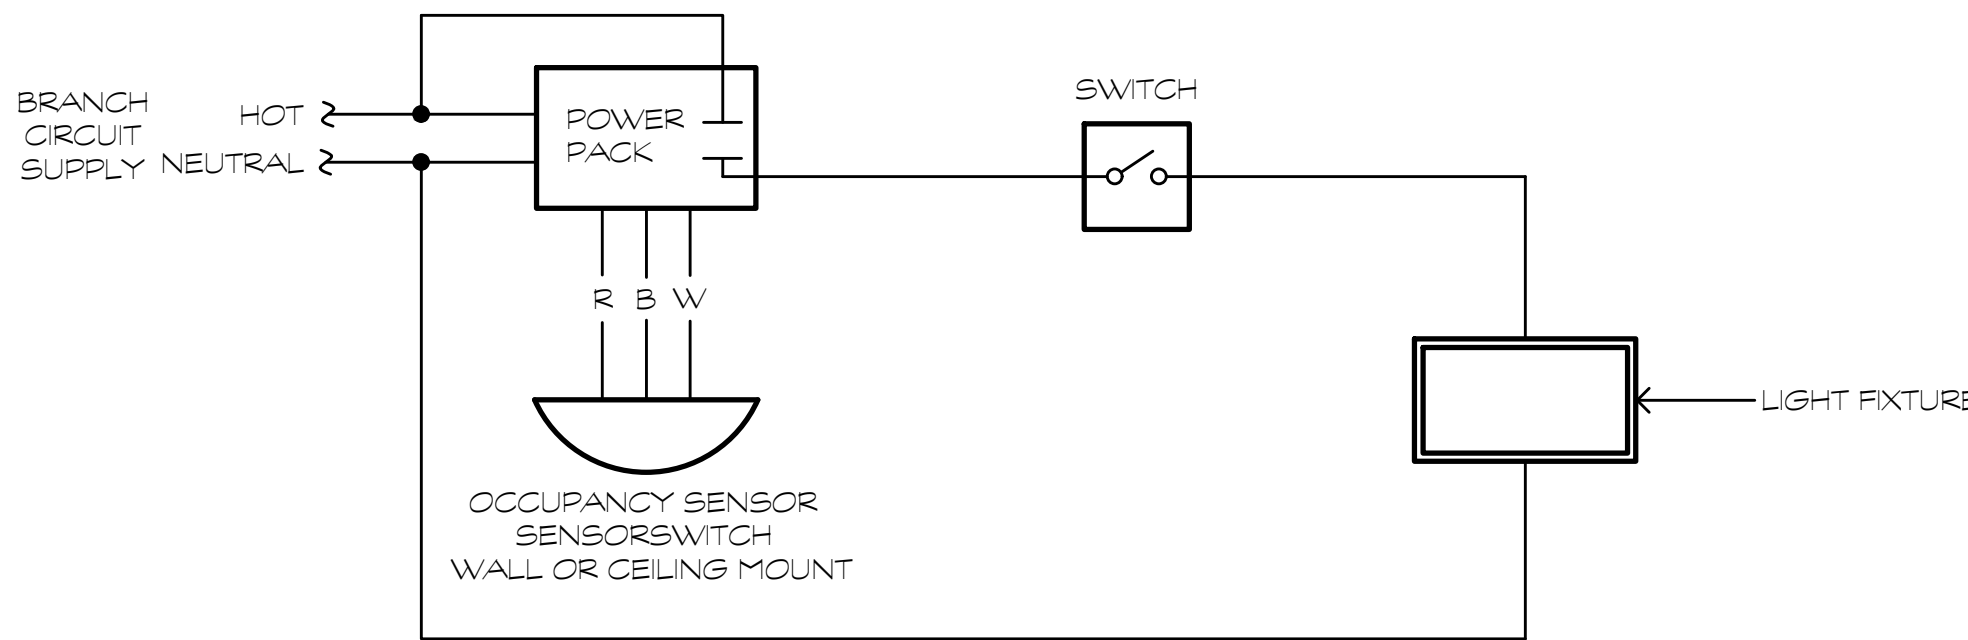 BRANCH
CIRCUIT
SUPPLY
HOT
NEUTRAL
POWER
PACK
SWITCH
R B W
LIGHT FIXTURE
OCCUPANCY SENSOR
SENSORSWITCH
WALL OR CEILING MOUNT